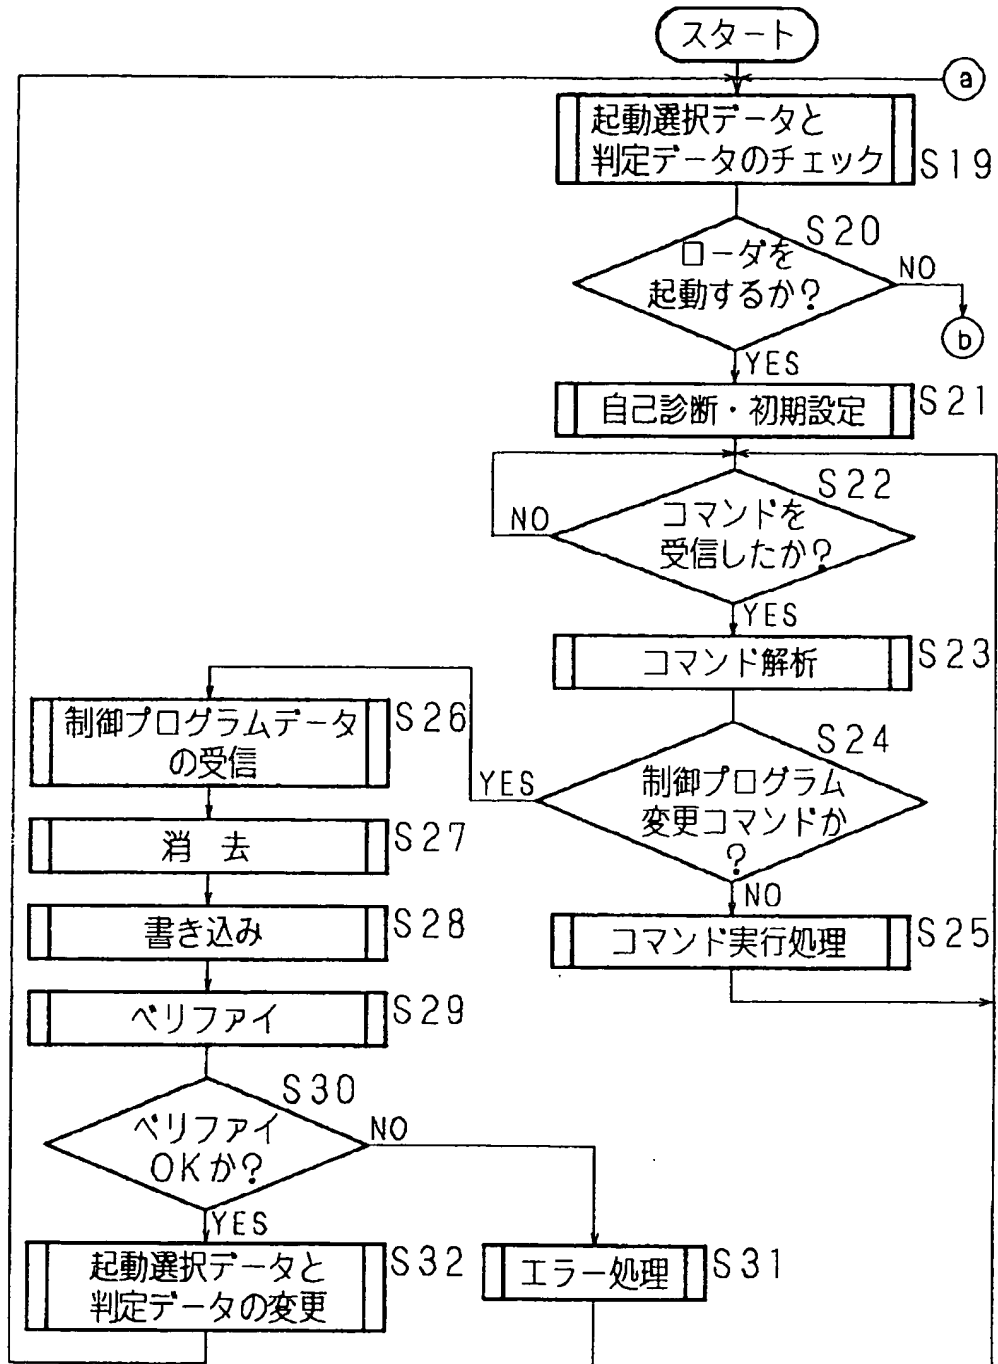 スタート
a
起動選択データと
判定データのチェック
S19
S20
ローダを
起動するか？
NO
b
YES
自己診断・初期設定
S21
S22
コマンドを
受信したか？
NO
YES
コマンド解析
S23
S24
制御プログラム
変更コマンドか
？
YES
NO
コマンド実行処理
S25
制御プログラムデータ
の受信
S26
消 去
S27
書き込み
S28
ベリファイ
S29
S30
ベリファイ
OKか？
NO
YES
起動選択データと
判定データの変更
S32
エラー処理
S31